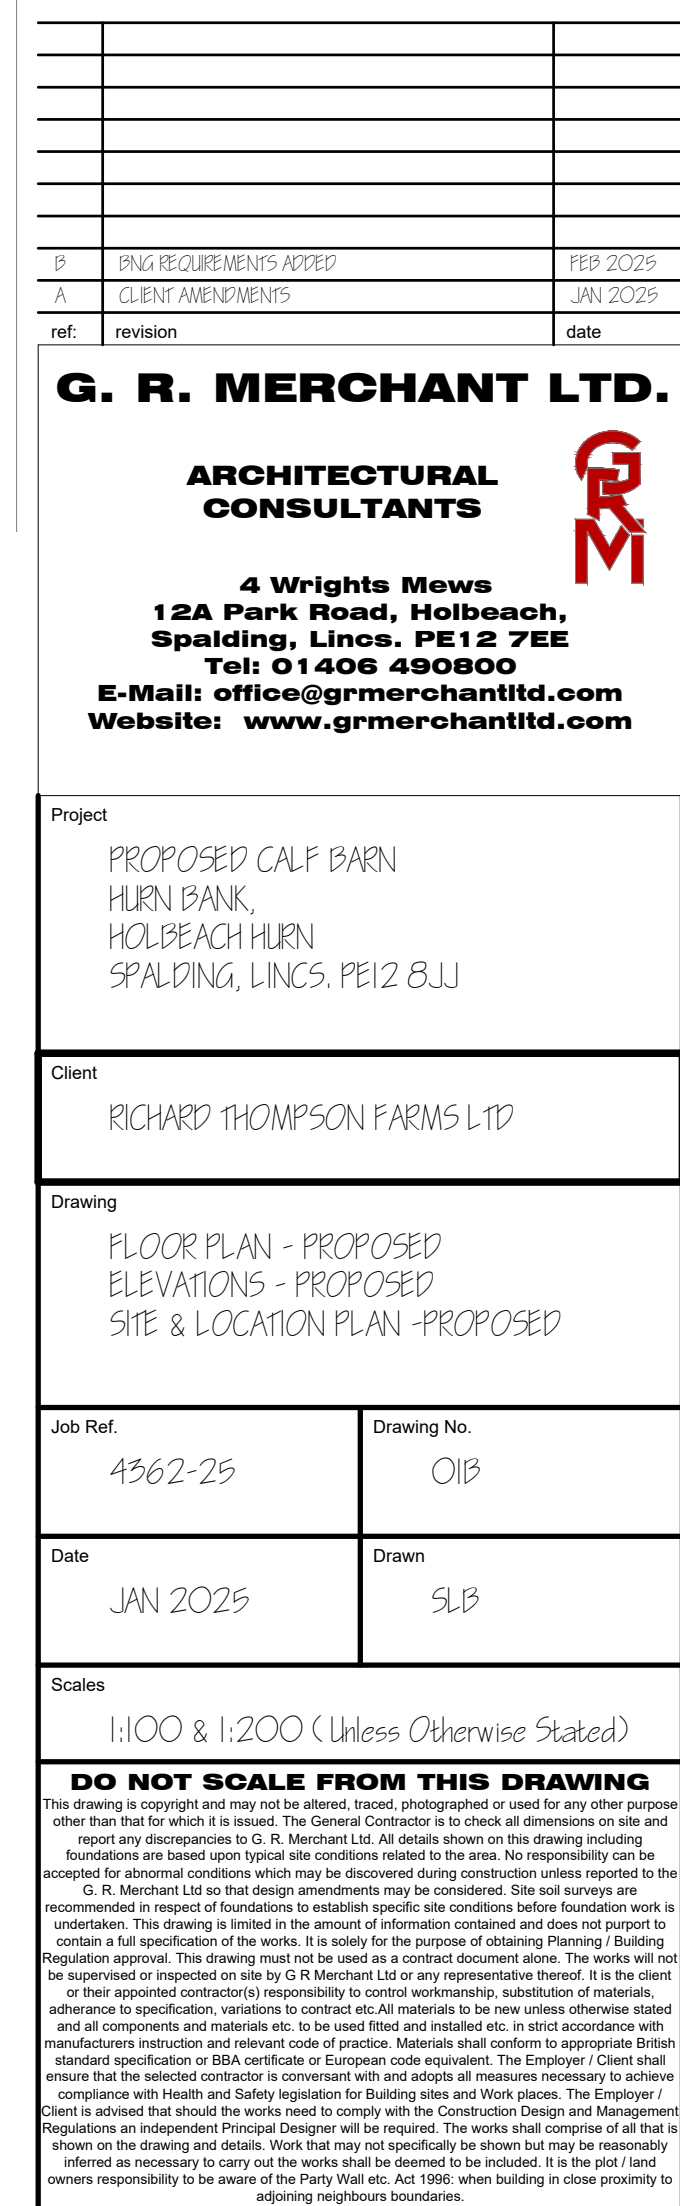 B BNG REQUIREMENTS ADDED FEB 2025
A CLIENT AMENDMENTS JAN 2025
ref: revision date
G. R. MERCHANT LTD.
ARCHITECTURAL
CONSULTANTS
GRM
4 Wrights Mews
12A Park Road, Holbeach,
Spalding, Lincs. PE12 7EE
Tel: 01406 490800
E-Mail: office@grmerchantltd.com
Website: www.grmerchantltd.com
Project
PROPOSED CALF BARN
HURN BANK,
HOLBEACH HURN
SPALDING, LINCS. PE12 8JJ
Client
RICHARD THOMPSON FARMS LTD
Drawing
FLOOR PLAN - PROPOSED
ELEVATIONS - PROPOSED
SITE & LOCATION PLAN -PROPOSED
Job Ref. Drawing No.
4362-25 01B
Date Drawn
JAN 2025 SLB
Scales
1:100 & 1:200 ( Unless Otherwise Stated)
DO NOT SCALE FROM THIS DRAWING
This drawing is copyright and may not be altered, traced, photographed or used for any other purpose
other than that for which it is issued. The General Contractor is to check all dimensions on site and
report any discrepancies to G. R. Merchant Ltd. All details shown on this drawing including
foundations are based upon typical site conditions related to the area. No responsibility can be
accepted for abnormal conditions which may be discovered during construction unless reported to the
G. R. Merchant Ltd so that design amendments may be considered. Site soil surveys are
recommended in respect of foundations to establish specific site conditions before foundation work is
undertaken. This drawing is limited in the amount of information contained and does not purport to
contain a full specification of the works. It is solely for the purpose of obtaining Planning / Building
Regulation approval. This drawing must not be used as a contract document alone. The works will not
be supervised or inspected on site by G R Merchant Ltd or any representative thereof. It is the client
or their appointed contractor(s) responsibility to control workmanship, substitution of materials,
adherance to specification, variations to contract etc.All materials to be new unless otherwise stated
and all components and materials etc. to be used fitted and installed etc. in strict accordance with
manufacturers instruction and relevant code of practice. Materials shall conform to appropriate British
standard specification or BBA certificate or European code equivalent. The Employer / Client shall
ensure that the selected contractor is conversant with and adopts all measures necessary to achieve
compliance with Health and Safety legislation for Building sites and Work places. The Employer /
Client is advised that should the works need to comply with the Construction Design and Management
Regulations an independent Principal Designer will be required. The works shall comprise of all that is
shown on the drawing and details. Work that may not specifically be shown but may be reasonably
inferred as necessary to carry out the works shall be deemed to be included. It is the plot / land
owners responsibility to be aware of the Party Wall etc. Act 1996: when building in close proximity to
adjoining neighbours boundaries.